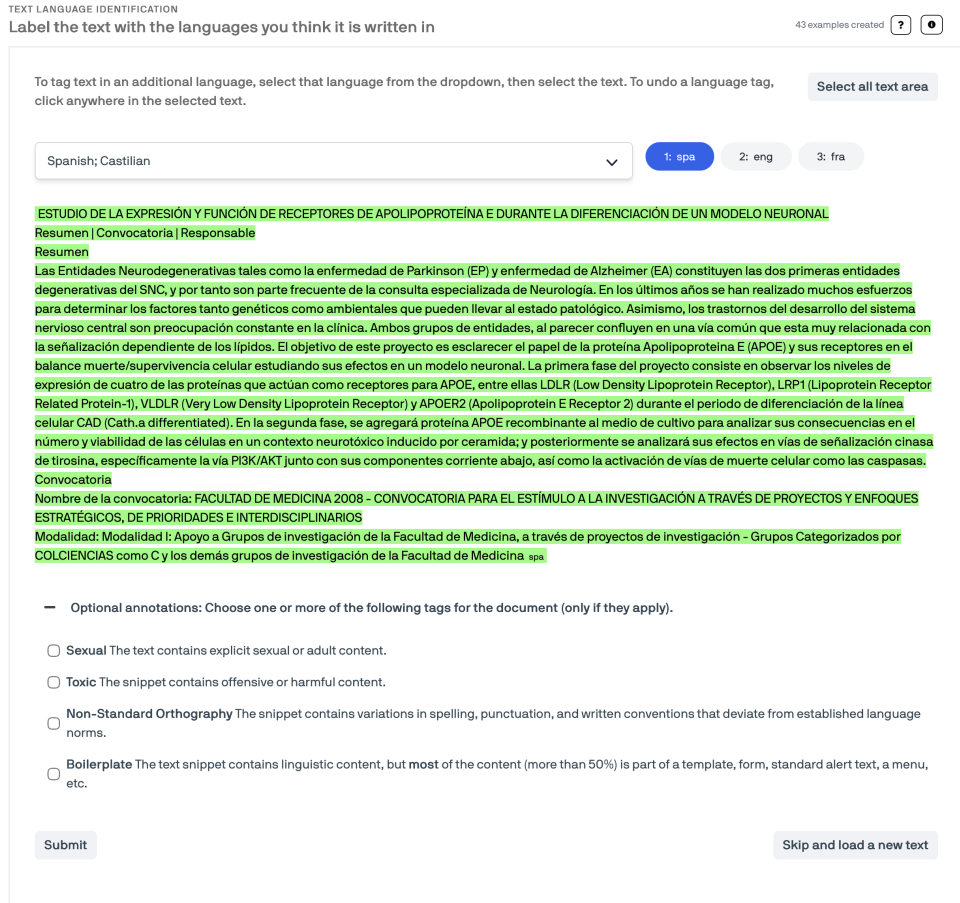 TEXT LANGUAGE IDENTIFICATION
Label the text with the languages you think it is written in
43 examples created
?
To tag text in an additional language, select that language from the dropdown, then select the text. To undo a language tag,
click anywhere in the selected text.
Select all text area
Spanish; Castilian
1: spa
2: eng
3: fra
ESTUDIO DE LA EXPRESIÓN Y FUNCIÓN DE RECEPTORES DE APOLIPOPROTEÍNA E DURANTE LA DIFERENCIACIÓN DE UN MODELO NEURONAL
Resumen | Convocatoria | Responsable
Resumen
Las Entidades Neurodegenerativas tales como la enfermedad de Parkinson (EP) y enfermedad de Alzheimer (EA) constituyen las dos primeras entidades
degenerativas del SNC, y por tanto son parte frecuente de la consulta especializada de Neurología. En los últimos años se han realizado muchos esfuerzos
para determinar los factores tanto genéticos como ambientales que pueden llevar al estado patológico. Asimismo, los trastornos del desarrollo del sistema
nervioso central son preocupación constante en la clínica. Ambos grupos de entidades, al parecer confluyen en una vía común que esta muy relacionada con
la señalización dependiente de los lípidos. El objetivo de este proyecto es esclarecer el papel de la proteína Apolipoproteina E (APOE) y sus receptores en el
balance muerte/supervivencia celular estudiando sus efectos en un modelo neuronal. La primera fase del proyecto consiste en observar los niveles de
expresión de cuatro de las proteínas que actúan como receptores para APOE, entre ellas LDLR (Low Density Lipoprotein Receptor), LRP1 (Lipoprotein Receptor
Related Protein-1), VLDLR (Very Low Density Lipoprotein Receptor) y APOER2 (Apolipoprotein E Receptor 2) durante el periodo de diferenciación de la línea
celular CAD (Cath.a differentiated). En la segunda fase, se agregará proteína APOE recombinante al medio de cultivo para analizar sus consecuencias en el
número y viabilidad de las células en un contexto neurotóxico inducido por ceramida; y posteriormente se analizará sus efectos en vías de señalización cinasa
de tirosina, específicamente la vía PI3K/AKT junto con sus componentes corriente abajo, así como la activación de vías de muerte celular como las caspasas.
Convocatoria
Nombre de la convocatoria: FACULTAD DE MEDICINA 2008 - CONVOCATORIA PARA EL ESTÍMULO A LA INVESTIGACIÓN A TRAVÉS DE PROYECTOS Y ENFOQUES
ESTRATÉGICOS, DE PRIORIDADES E INTERDISCIPLINARIOS
Modalidad: Modalidad I: Apoyo a Grupos de investigación de la Facultad de Medicina, a través de proyectos de investigación - Grupos Categorizados por
COLCIENCIAS como C y los demás grupos de investigación de la Facultad de Medicina spa
Optional annotations: Choose one or more of the following tags for the document (only if they apply).
Sexual The text contains explicit sexual or adult content.
Toxic The snippet contains offensive or harmful content.
Non-Standard Orthography The snippet contains variations in spelling, punctuation, and written conventions that deviate from established language
norms.
Boilerplate The text snippet contains linguistic content, but most of the content (more than 50%) is part of a template, form, standard alert text, a menu,
etc.
Submit
Skip and load a new text